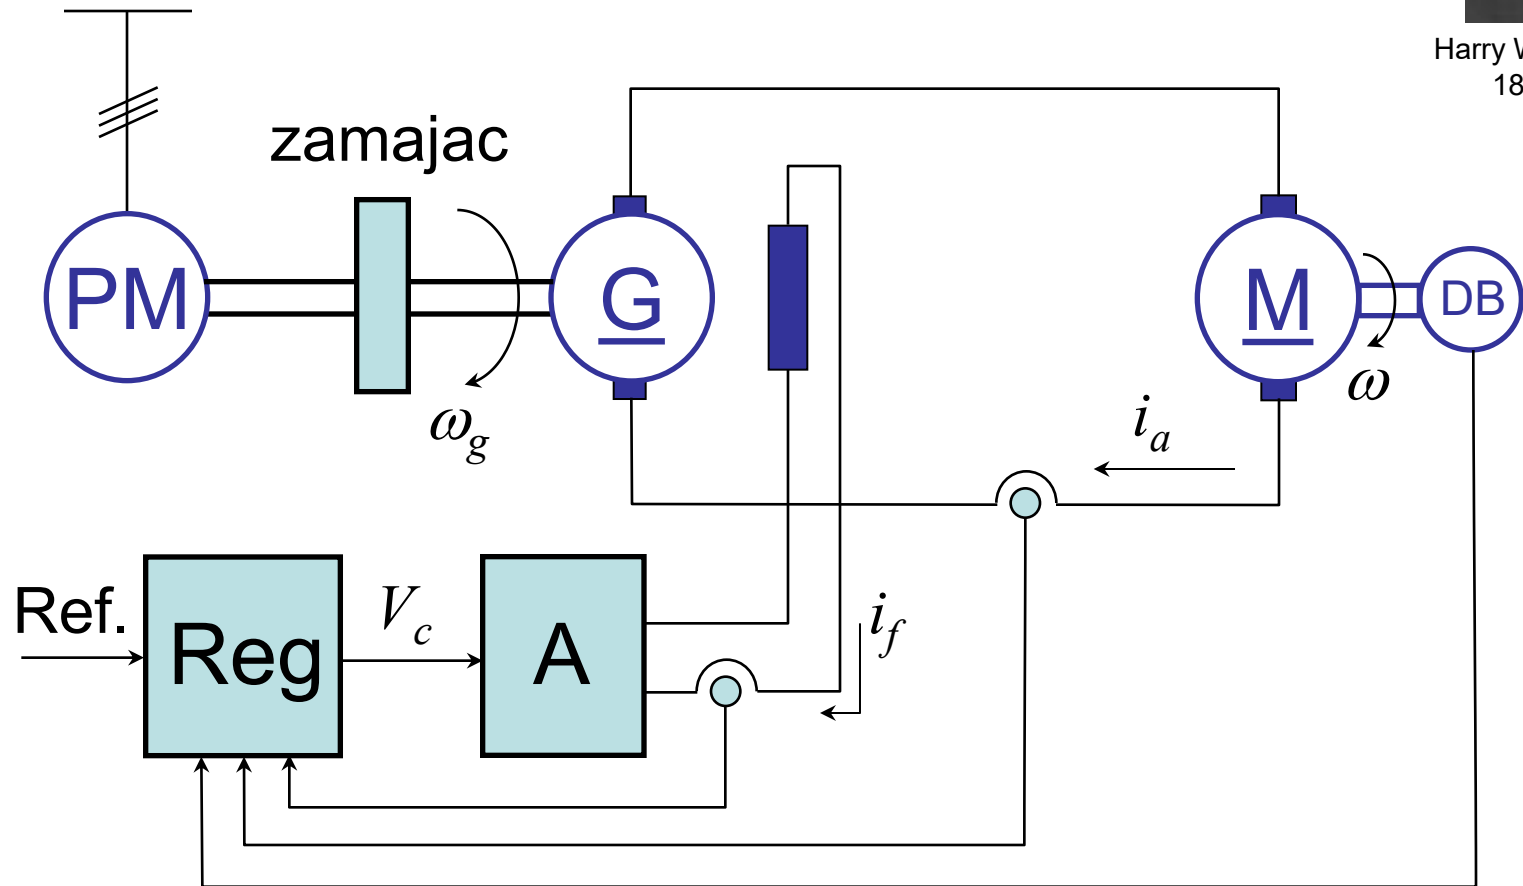 Harry
18
zamajac
PM
G
M
DB
ω
ω_g
i_a
Ref.
Reg
V_c
A
i_f